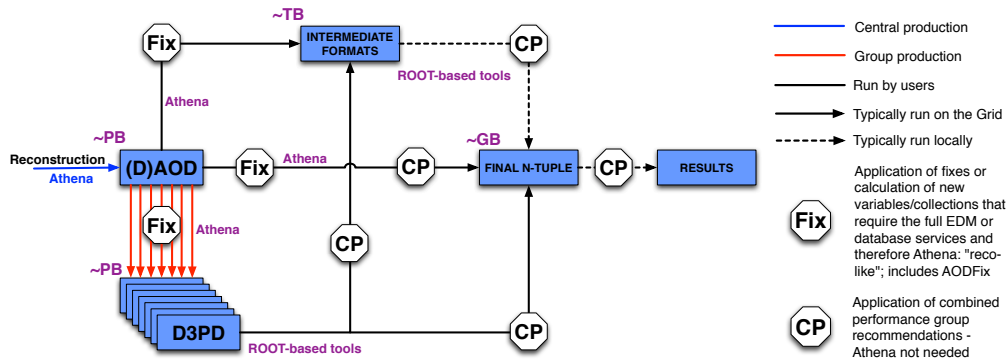 ~TB
Fix
INTERMEDIATE
FORMATS
CP
ROOT-based tools
Athena
~PB
Reconstruction
Athena
(D)AOD
Fix
Athena
CP
~GB
FINAL N-TUPLE
CP
RESULTS
Fix
Athena
CP
~PB
D3PD
ROOT-based tools
CP
Central production
Group production
Run by users
Typically run on the Grid
Typically run locally
Fix
Application of fixes or
calculation of new
variables/collections that
require the full EDM or
database services and
therefore Athena: "reco-
like"; includes AODFix
CP
Application of combined
performance group
recommendations -
Athena not needed